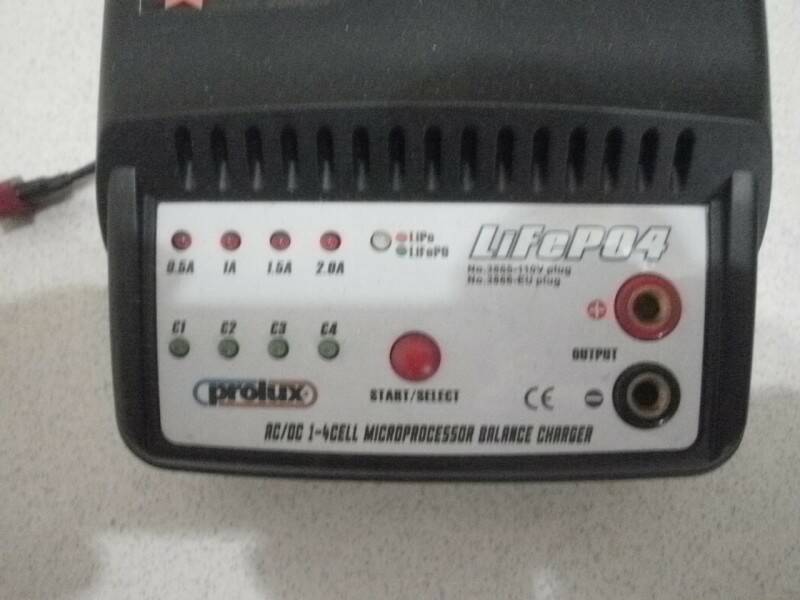 LiFePO4
LiPo
LiFePO
0.5A 1A 1.5A 2.0A
C1 C2 C3 C4
OUTPUT
prolux
START/SELECT
CE
AC/DC 1-4CELL MICROPROCESSOR BALANCE CHARGER